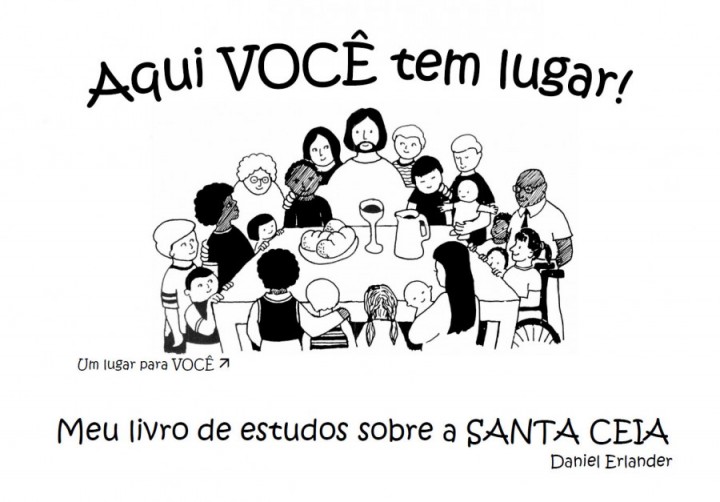 Aqui VOCÊ tem lugar!
Um lugar para VOCÊ ↗
Meu livro de estudos sobre a SANTA CEIA
Daniel Erlander